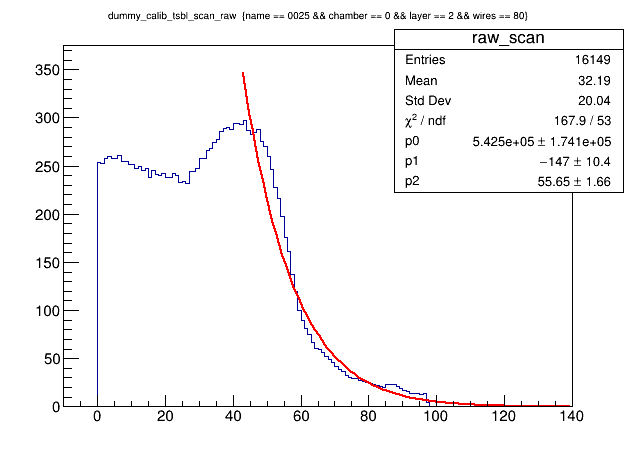 dummy_calib_tsbl_scan_raw {name == 0025 && chamber == 0 && layer == 2 && wires == 80}
raw_scan
Entries 16149
Mean 32.19
Std Dev 20.04
χ² / ndf 167.9 / 53
p0 5.425e+05 ± 1.741e+05
p1 −147 ± 10.4
p2 55.65 ± 1.66
350
300
250
200
150
100
50
0
0 20 40 60 80 100 120 140